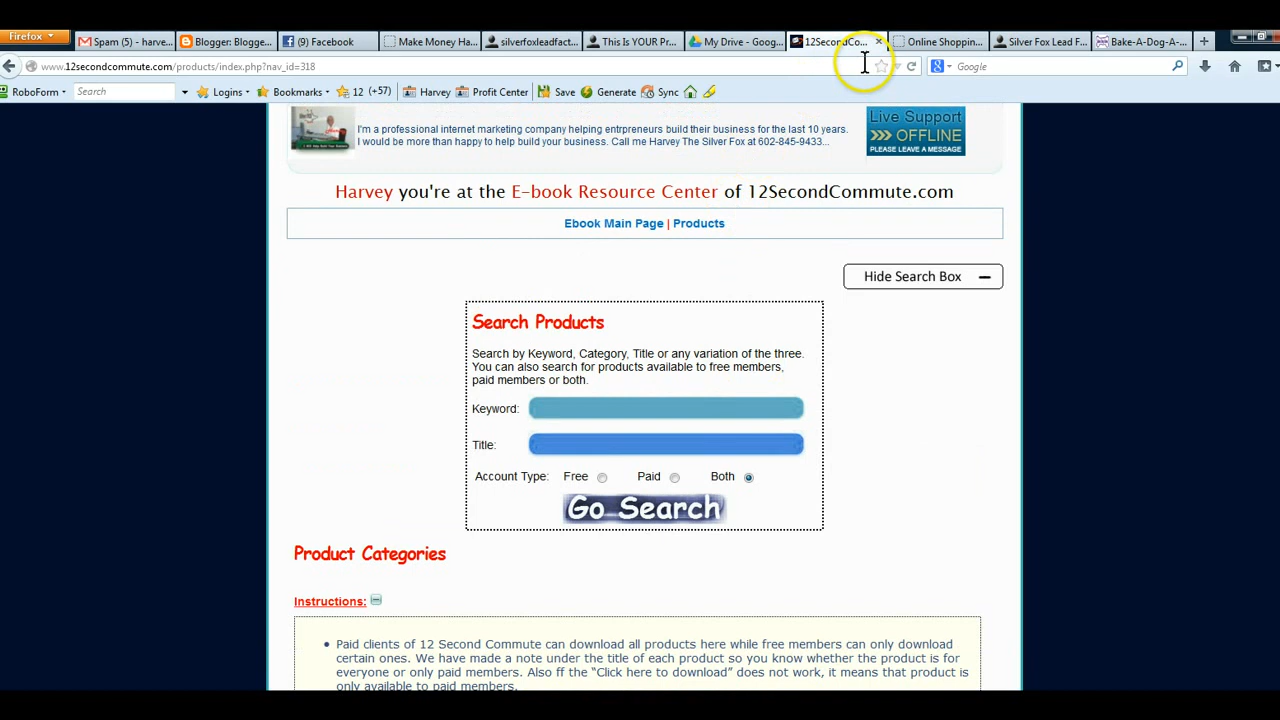 Firefox
Spam (5) - harve...
Blogger: Blogge...
(9) Facebook
Make Money Ha...
silverfoxleadfact...
This Is YOUR Pr...
My Drive - Goog...
12SecondCo...
Online Shoppin...
Silver Fox Lead F...
Bake-A-Dog-A-...
www.12secondcommute.com/products/index.php?nav_id=318
Google
RoboForm
Search
Logins
Bookmarks
12 (+57)
Harvey
Profit Center
Save
Generate
Sync
I'm a professional internet marketing company helping entrpreneurs build their business for the last 10 years.
I would be more than happy to help build your business. Call me Harvey The Silver Fox at 602-845-9433...
Live Support
>>> OFFLINE
PLEASE LEAVE A MESSAGE
Harvey you're at the E-book Resource Center of 12SecondCommute.com
Ebook Main Page | Products
Hide Search Box
Search Products
Search by Keyword, Category, Title or any variation of the three.
You can also search for products available to free members,
paid members or both.
Keyword:
Title:
Account Type: Free Paid Both
Go Search
Product Categories
Instructions:
Paid clients of 12 Second Commute can download all products here while free members can only download
certain ones. We have made a note under the title of each product so you know whether the product is for
everyone or only paid members. Also ff the “Click here to download” does not work, it means that product is
only available to paid members.